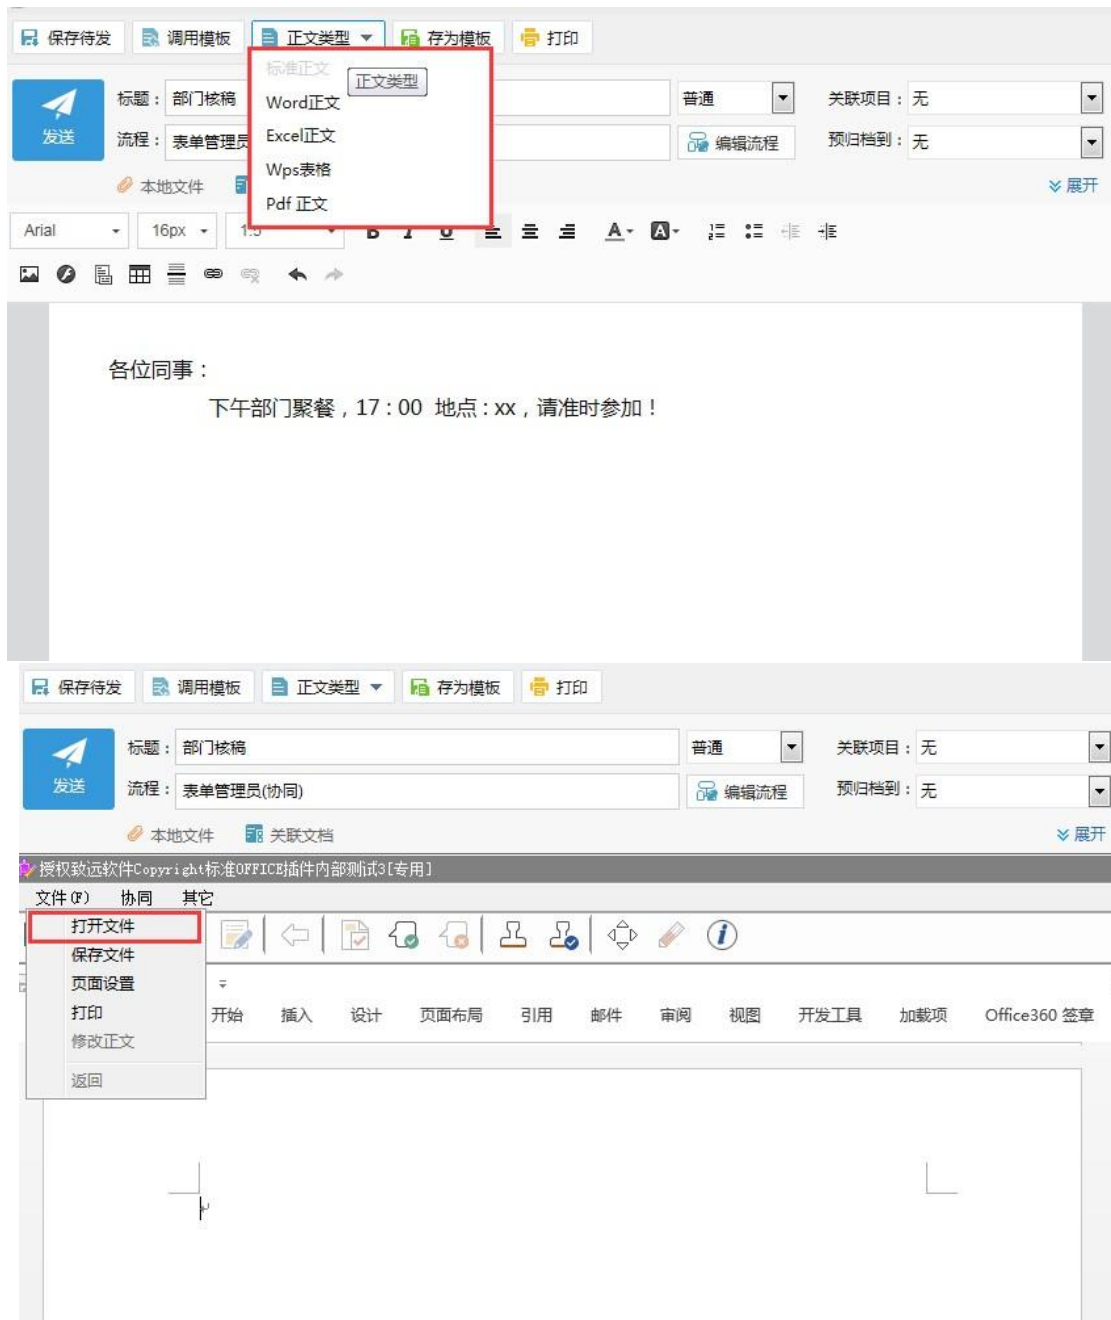 保存待发 调用模板 正文类型 存为模板 打印
标准正文
正文类型
发送 标题： 部门核稿 普通 关联项目： 无
Word正文
流程： 表单管理员 编辑流程 预归档到： 无
Excel正文
Wps表格
本地文件 展开
Pdf 正文
Arial 16px B I U A A
各位同事：
下午部门聚餐，17：00 地点：xx，请准时参加！
保存待发 调用模板 正文类型 存为模板 打印
发送 标题： 部门核稿 普通 关联项目： 无
流程： 表单管理员(协同) 编辑流程 预归档到： 无
本地文件 关联文档 展开
授权致远软件Copyright标准OFFICE插件内部测试3[专用]
文件(F) 协同 其它
打开文件
保存文件
页面设置
打印 开始 插入 设计 页面布局 引用 邮件 审阅 视图 开发工具 加载项 Office360 签章
修改正文
返回